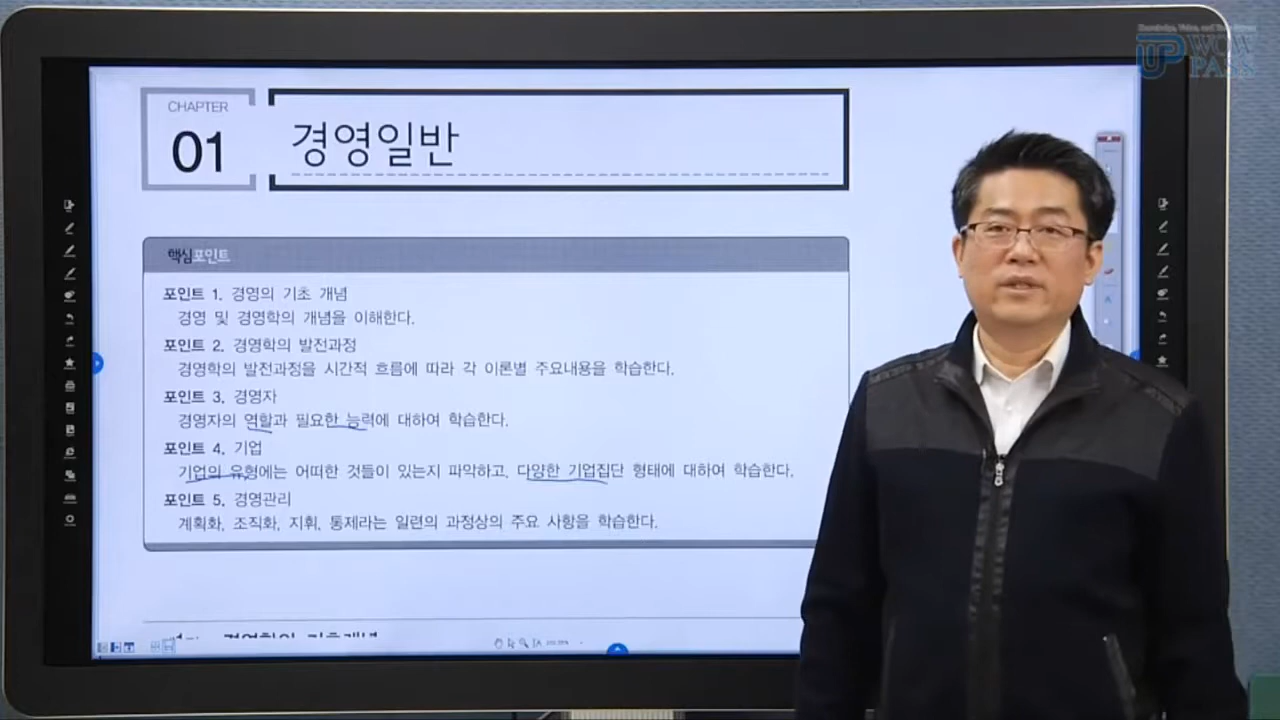 WOW
UP PASS
CHAPTER
01
경영일반
핵심포인트
포인트 1. 경영의 기초 개념
경영 및 경영학의 개념을 이해한다.
포인트 2. 경영학의 발전과정
경영학의 발전과정을 시간적 흐름에 따라 각 이론별 주요내용을 학습한다.
포인트 3. 경영자
경영자의 역할과 필요한 능력에 대하여 학습한다.
포인트 4. 기업
기업의 유형에는 어떠한 것들이 있는지 파악하고, 다양한 기업집단 형태에 대하여 학습한다.
포인트 5. 경영관리
계획화, 조직화, 지휘, 통제라는 일련의 과정상의 주요 사항을 학습한다.